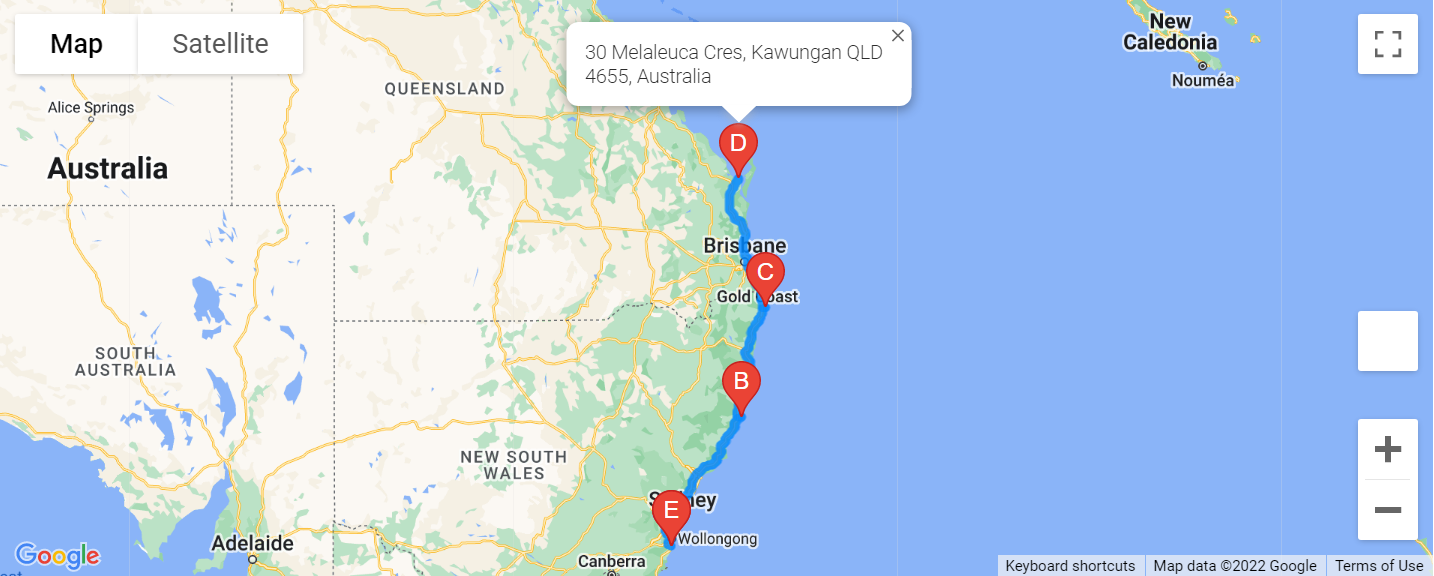 Map
Satellite
30 Melaleuca Cres, Kawungan QLD
4655, Australia
New
Caledonia
Nouméa
QUEENSLAND
Alice Springs
Australia
D
Brisbane
C
Gold Coast
SOUTH
AUSTRALIA
B
NEW SOUTH
WALES
Sydney
E
Wollongong
Adelaide
Canberra
Google
Keyboard shortcuts
Map data ©2022 Google
Terms of Use